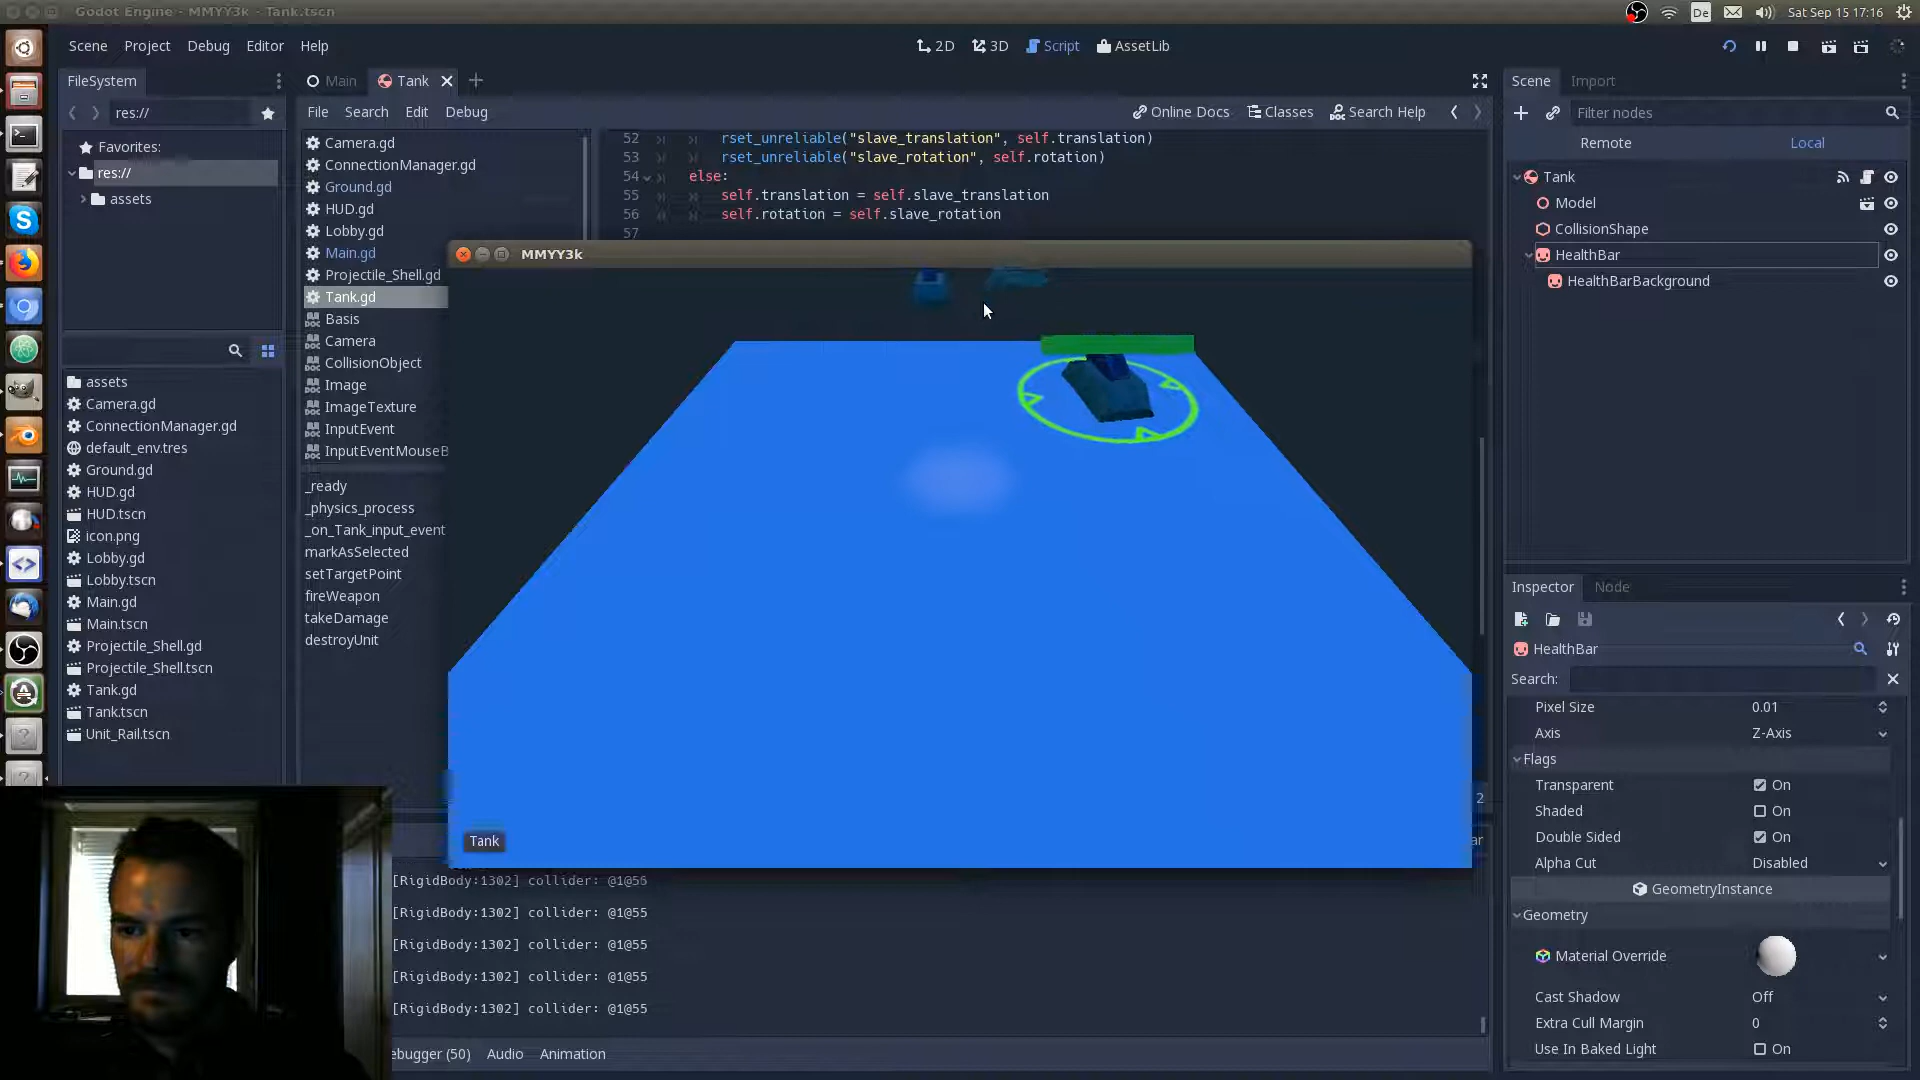 Godot Engine - MMYY3k - Tank.tscn
De
Sat Sep 15 17:16
Scene Project Debug Editor Help
2D 3D Script AssetLib
FileSystem
Main Tank
Scene Import
res://
File Search Edit Debug
Online Docs Classes Search Help
Filter nodes
Favorites:
res://
assets
Camera.gd
ConnectionManager.gd
Ground.gd
HUD.gd
Lobby.gd
Main.gd
Projectile_Shell.gd
Tank.gd
Basis
Camera
CollisionObject
Image
ImageTexture
InputEvent
InputEventMouseB
52 rset_unreliable("slave_translation", self.translation)
53 rset_unreliable("slave_rotation", self.rotation)
54 else:
55 self.translation = self.slave_translation
56 self.rotation = self.slave_rotation
57
Remote Local
Tank
Model
CollisionShape
HealthBar
HealthBarBackground
MMYY3k
Tank
assets
Camera.gd
ConnectionManager.gd
default_env.tres
Ground.gd
HUD.gd
HUD.tscn
icon.png
Lobby.gd
Lobby.tscn
Main.gd
Main.tscn
Projectile_Shell.gd
Projectile_Shell.tscn
Tank.gd
Tank.tscn
Unit_Rail.tscn
_ready
_physics_process
_on_Tank_input_event
markAsSelected
setTargetPoint
fireWeapon
takeDamage
destroyUnit
2
ar
Inspector Node
HealthBar
Search:
Pixel Size 0.01
Axis Z-Axis
Flags
Transparent On
Shaded On
Double Sided On
Alpha Cut Disabled
GeometryInstance
Geometry
Material Override
Cast Shadow Off
Extra Cull Margin 0
Use In Baked Light On
[RigidBody:1302] collider: @1@56
[RigidBody:1302] collider: @1@55
[RigidBody:1302] collider: @1@55
[RigidBody:1302] collider: @1@55
[RigidBody:1302] collider: @1@55
ebugger (50) Audio Animation